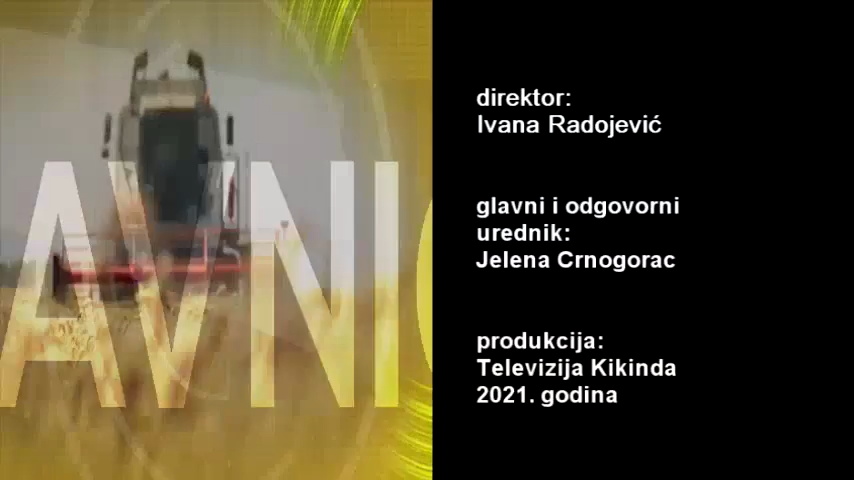 AVNI
direktor:
Ivana Radojević
glavni i odgovorni
urednik:
Jelena Crnogorac
produkcija:
Televizija Kikinda
2021. godina